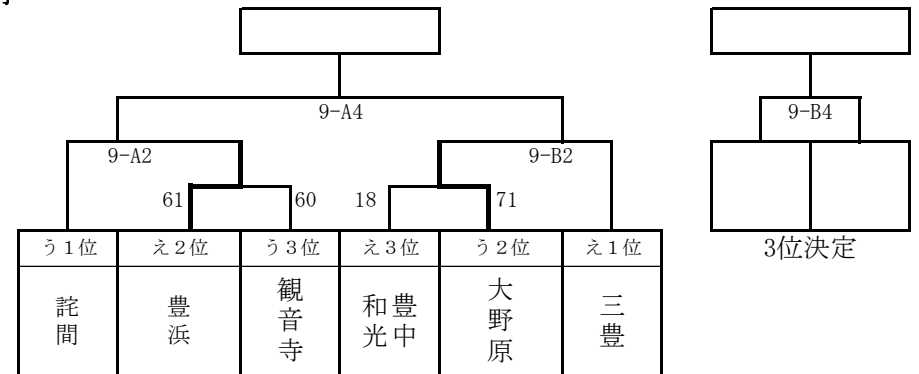 9-A4
9-B4
9-A2
9-B2
61
60
18
71
う1位
え2位
う3位
え3位
う2位
え1位
3位決定
詫間
豊浜
観音寺
豊中
和光
大野原
三豊